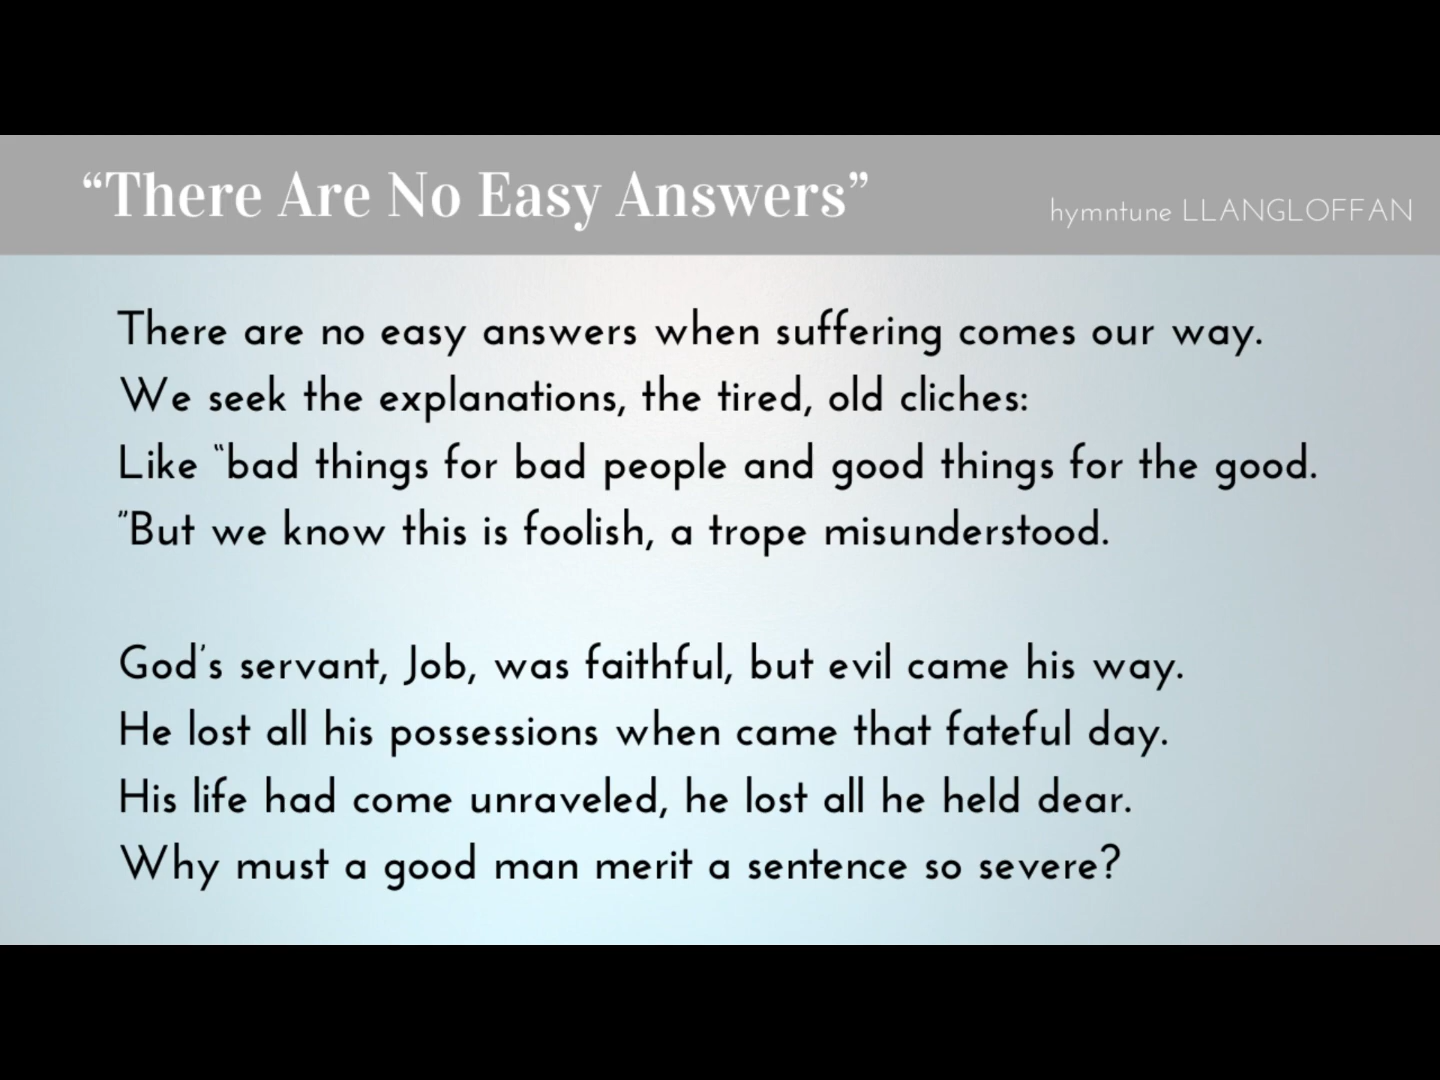 “There Are No Easy Answers”
hymntune LLANGLOFFAN
There are no easy answers when suffering comes our way.
We seek the explanations, the tired, old cliches:
Like “bad things for bad people and good things for the good.
”But we know this is foolish, a trope misunderstood.
God’s servant, Job, was faithful, but evil came his way.
He lost all his possessions when came that fateful day.
His life had come unraveled, he lost all he held dear.
Why must a good man merit a sentence so severe?